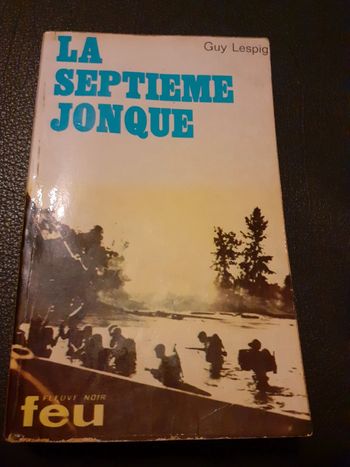 Guy Lespig
LA
SEPTIEME
JONQUE
FLEUVE NOIR
feu